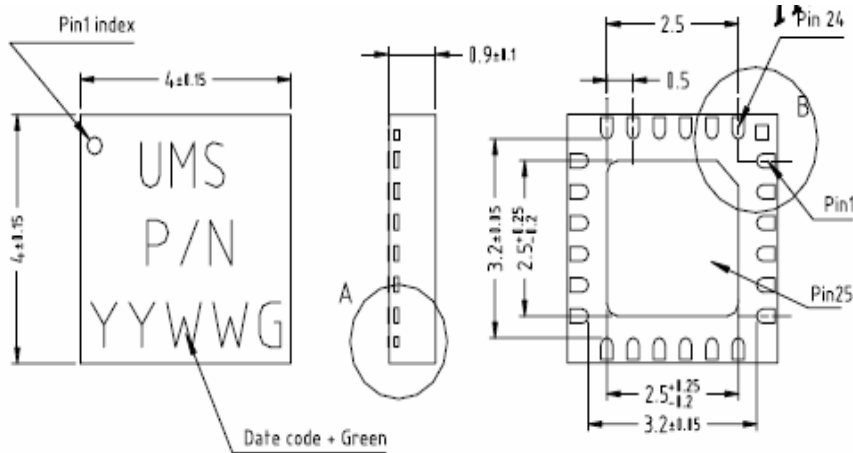 Pin1 index
4±0.15
4±0.15
UMS
P/N
YYWWG
Date code + Green
0.9±0.1
A
2.5
0.5
Pin 24
B
Pin1
3.2±0.05
2.5+0.25 -0.2
Pin25
2.5+0.25 -0.2
3.2±0.05